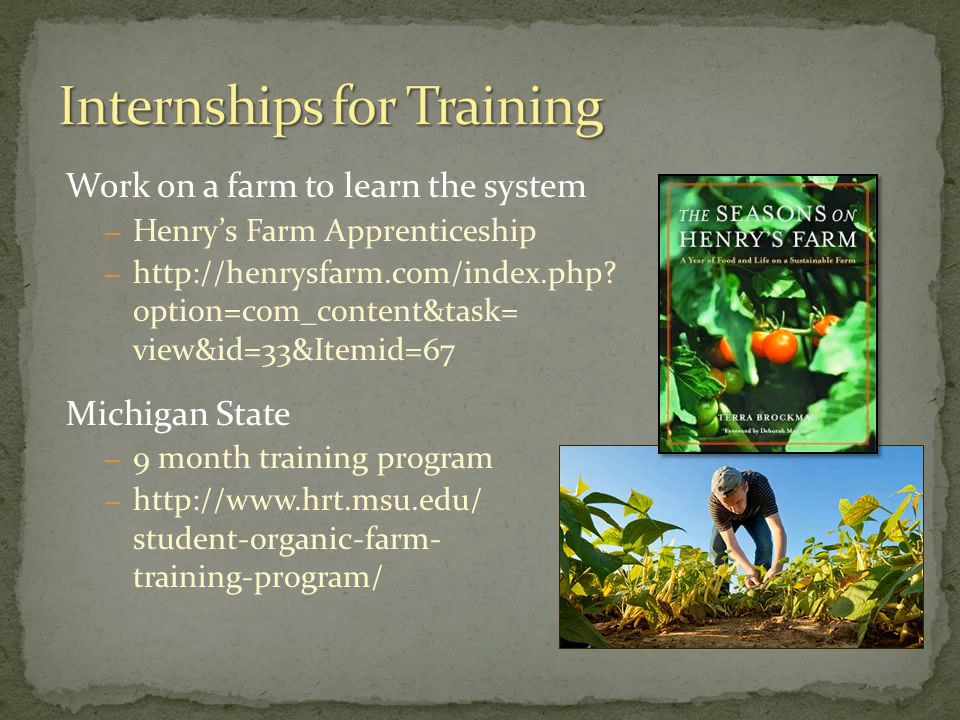 Internships for Training
Work on a farm to learn the system
– Henry’s Farm Apprenticeship
– http://henrysfarm.com/index.php?
option=com_content&task=
view&id=33&Itemid=67
Michigan State
– 9 month training program
– http://www.hrt.msu.edu/
student-organic-farm-
training-program/
THE SEASONS ON
HENRY'S FARM
A Year of Food and Life on a Sustainable Farm
TERRA BROCKMAN
Foreword by Deborah